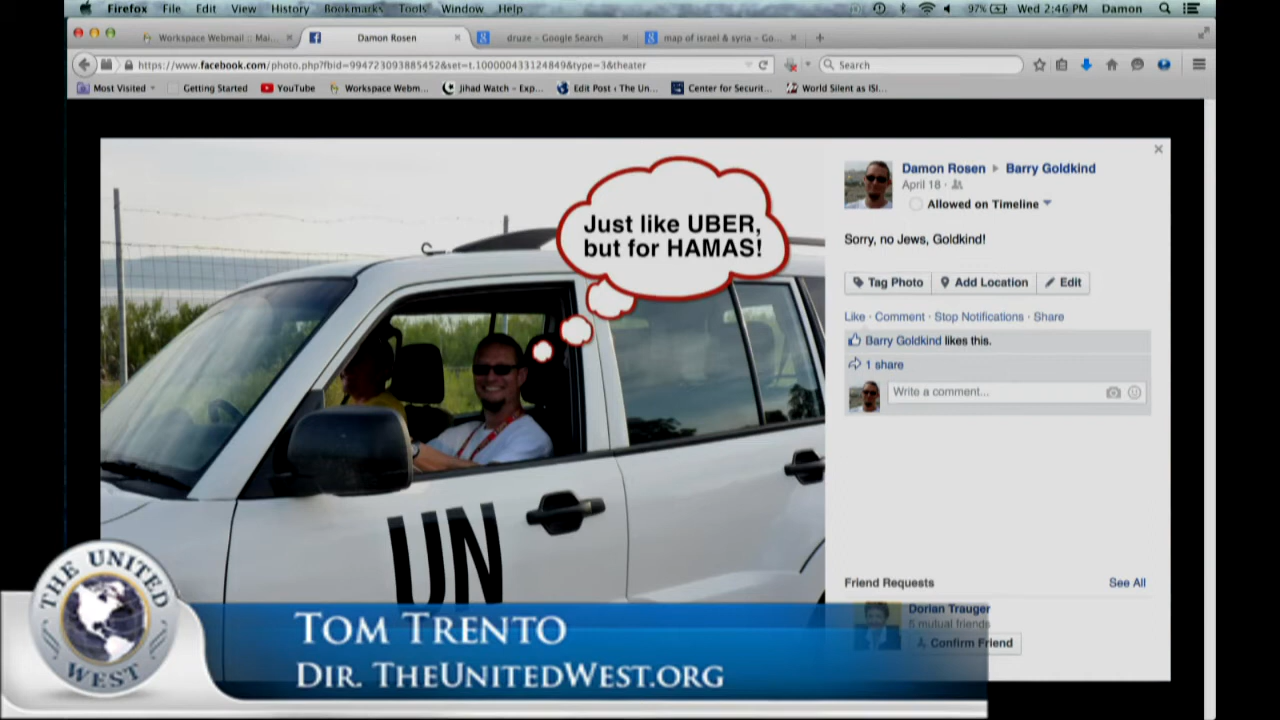 Firefox File Edit View History Bookmarks Tools Window Help 97% Wed 2:46 PM Damon
Workspace Webmail :: Mai... × Damon Rosen × druze - Google Search × map of israel & syria - Go... × +
https://www.facebook.com/photo.php?fbid=994723093885452&set=t.100000433124849&type=3&theater Search
Most Visited Getting Started YouTube Workspace Webm... Jihad Watch - Exp... Edit Post ‹ The Un... Center for Securit... World Silent as ISI...
Just like UBER,
but for HAMAS!
UN
Damon Rosen ▸ Barry Goldkind
April 18 ·
Allowed on Timeline
Sorry, no Jews, Goldkind!
Tag Photo Add Location Edit
Like · Comment · Stop Notifications · Share
Barry Goldkind likes this.
1 share
Write a comment...
Friend Requests See All
Dorian Trauger
5 mutual friends
Confirm Friend
THE UNITED
WEST
TOM TRENTO
DIR. THEUNITEDWEST.ORG